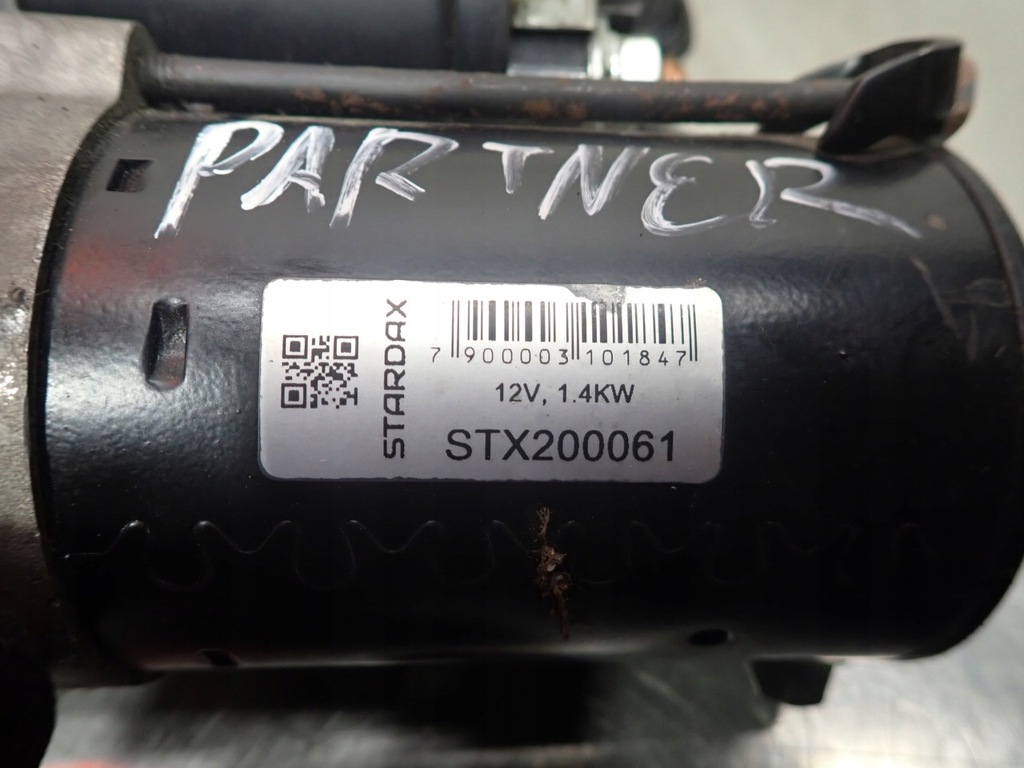 PARTNER
STARDAX
7 900003 101847
12V, 1.4KW
STX200061